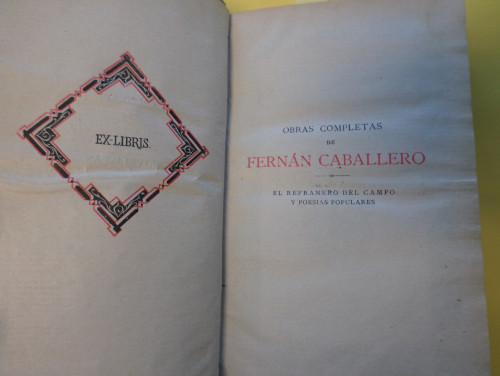 EX-LIBRIS.
OBRAS COMPLETAS
DE
FERNÁN CABALLERO
EL REFRANERO DEL CAMPO
Y POESÍAS POPULARES